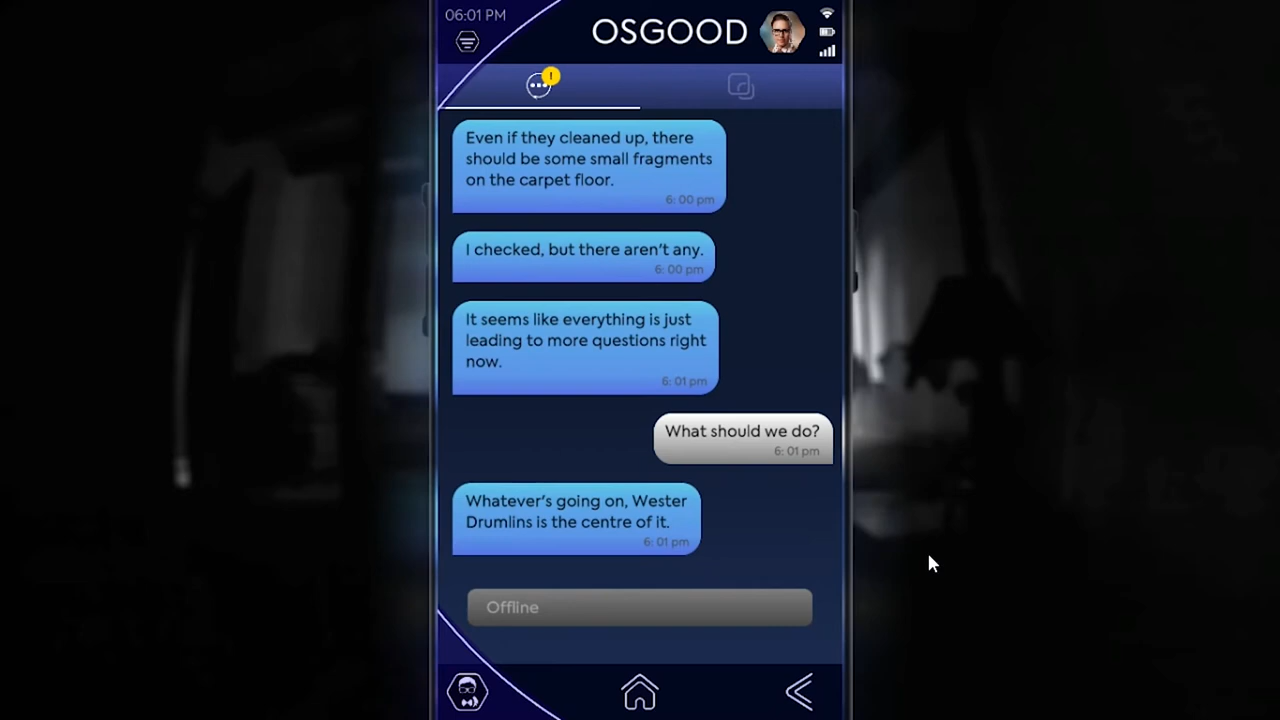 06:01 PM
OSGOOD
!
Even if they cleaned up, there
should be some small fragments
on the carpet floor.
6: 00 pm
I checked, but there aren't any.
6: 00 pm
It seems like everything is just
leading to more questions right
now.
6: 01 pm
What should we do?
6: 01 pm
Whatever's going on, Wester
Drumlins is the centre of it.
6: 01 pm
Offline